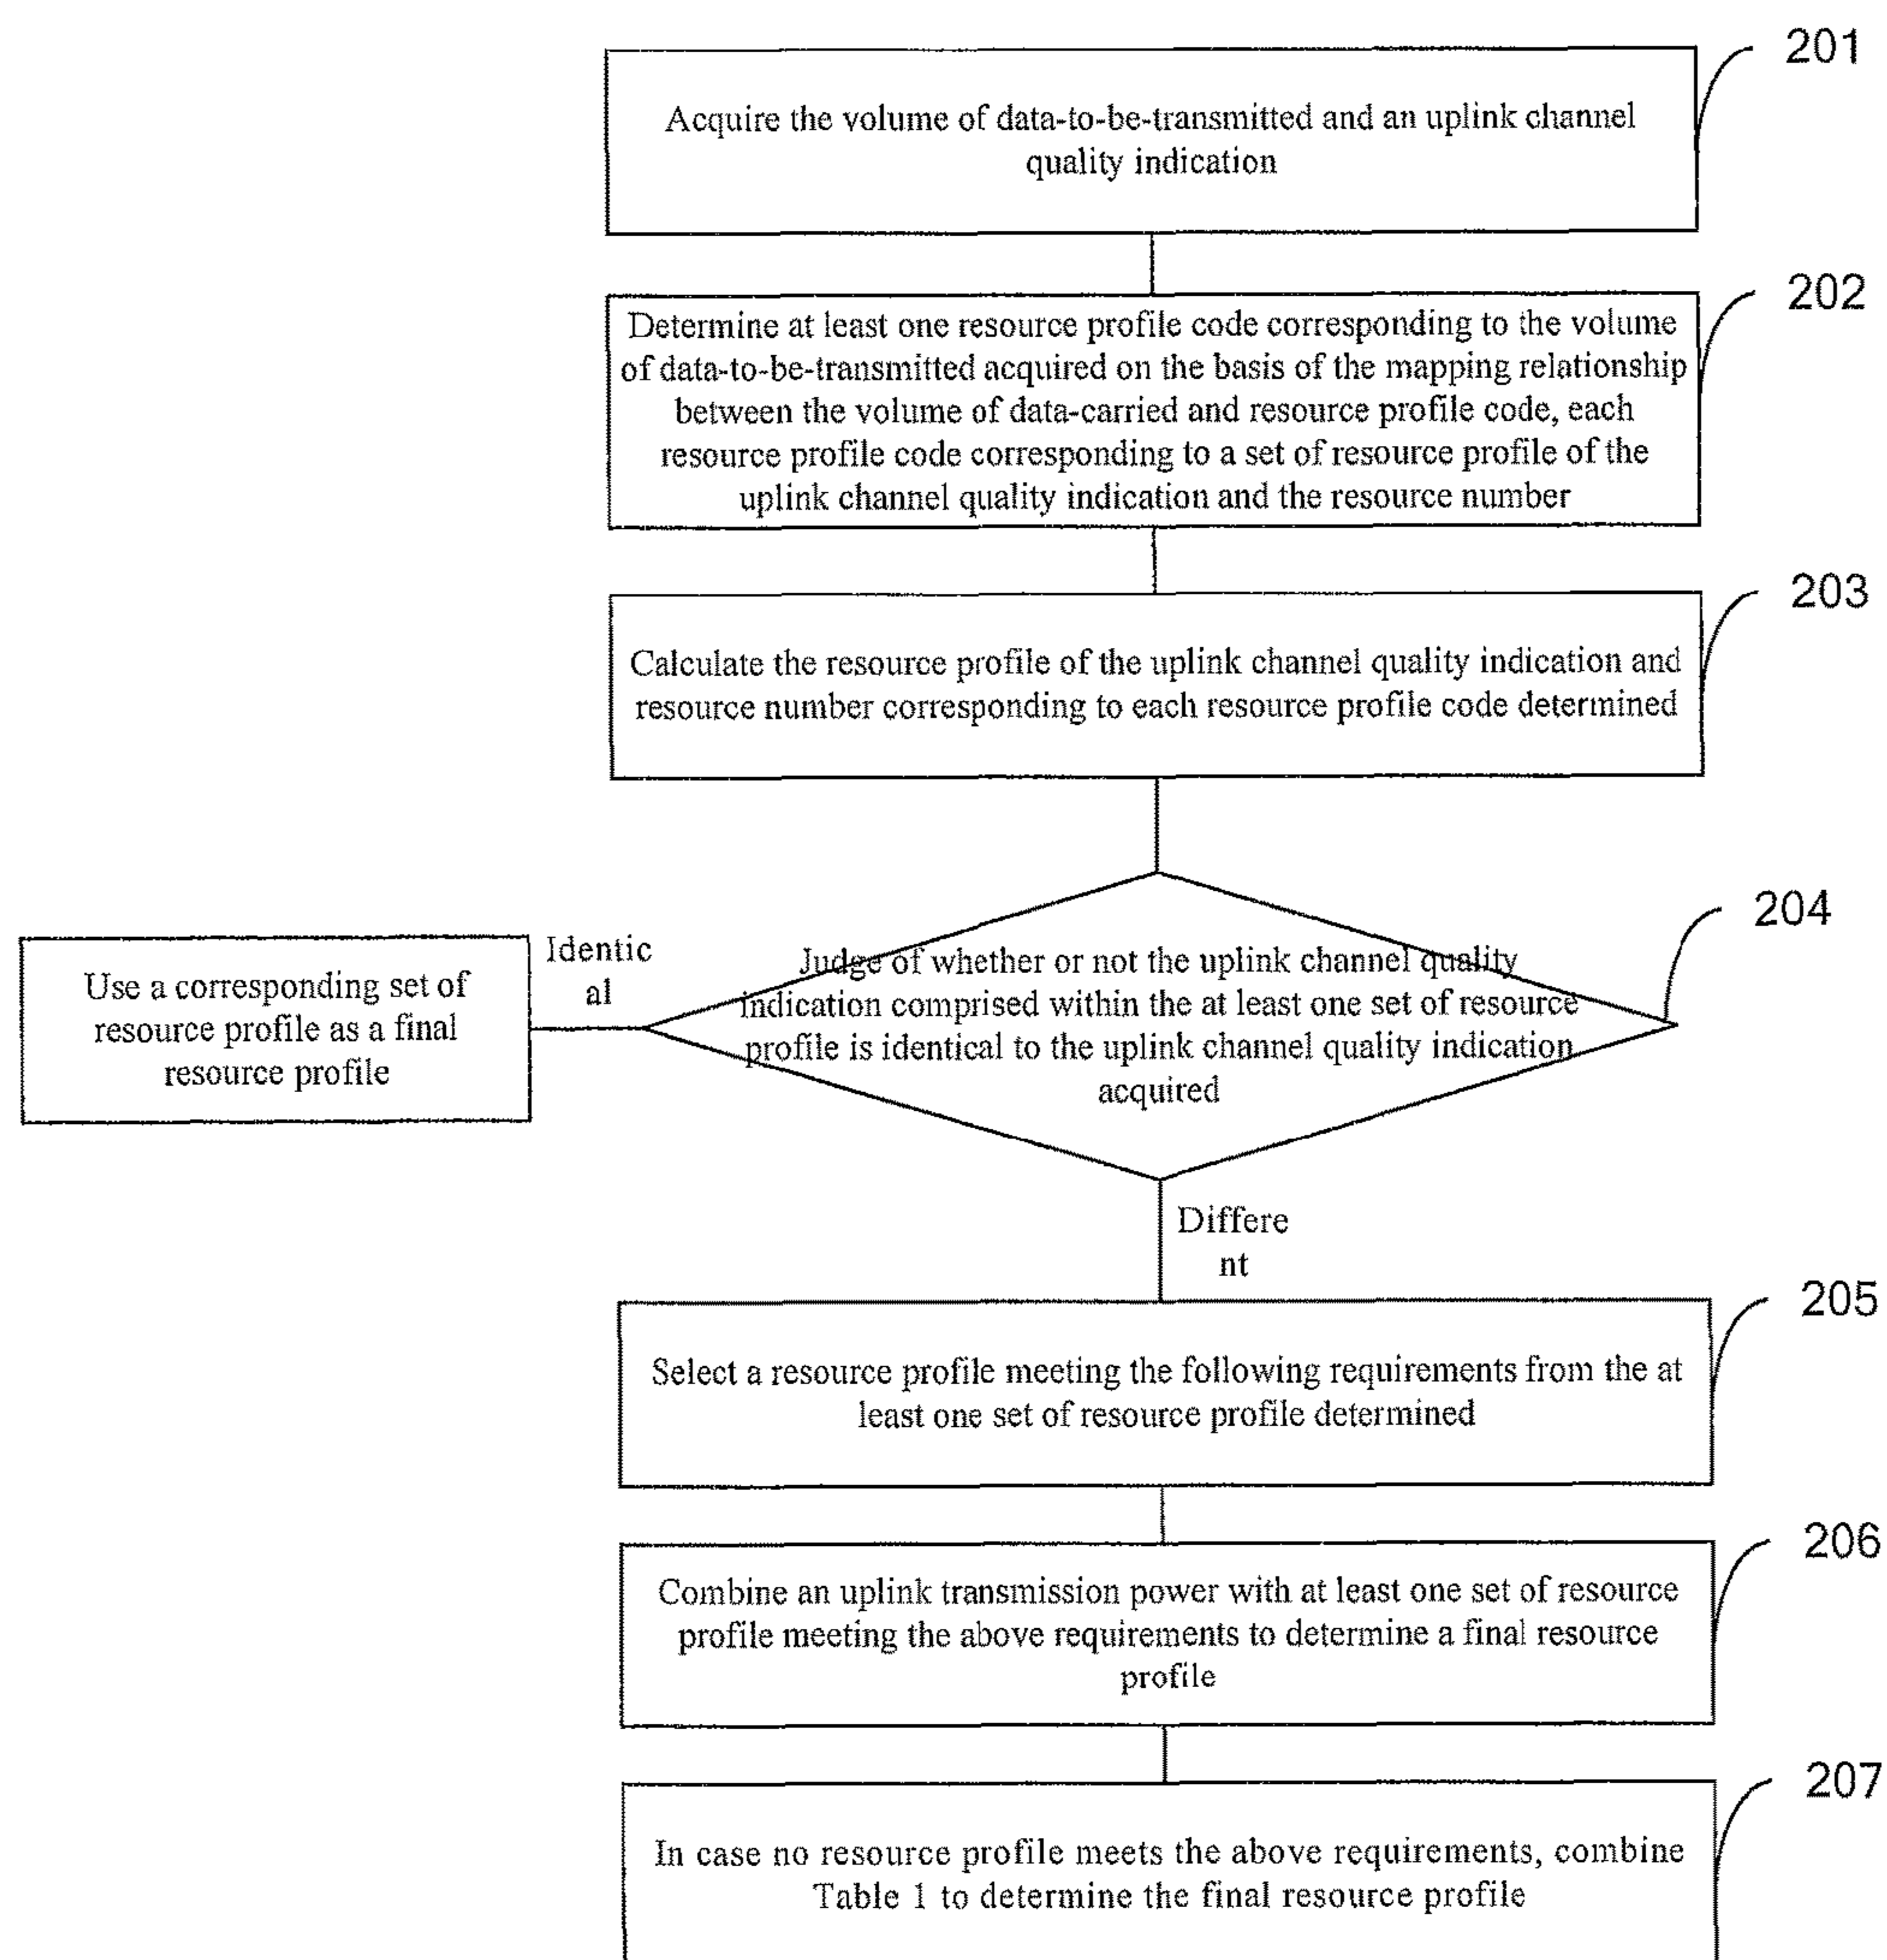 201
Acquire the volume of data-to-be-transmitted and an uplink channel
quality indication
202
Determine at least one resource profile code corresponding to the volume
of data-to-be-transmitted acquired on the basis of the mapping relationship
between the volume of data-carried and resource profile code, each
resource profile code corresponding to a set of resource profile of the
uplink channel quality indication and the resource number
203
Calculate the resource profile of the uplink channel quality indication and
resource number corresponding to each resource profile code determined
204
Judge of whether or not the uplink channel quality
indication comprised within the at least one set of resource
profile is identical to the uplink channel quality indication
acquired
Identic
al
Use a corresponding set of
resource profile as a final
resource profile
Differe
nt
205
Select a resource profile meeting the following requirements from the at
least one set of resource profile determined
206
Combine an uplink transmission power with at least one set of resource
profile meeting the above requirements to determine a final resource
profile
207
In case no resource profile meets the above requirements, combine
Table 1 to determine the final resource profile